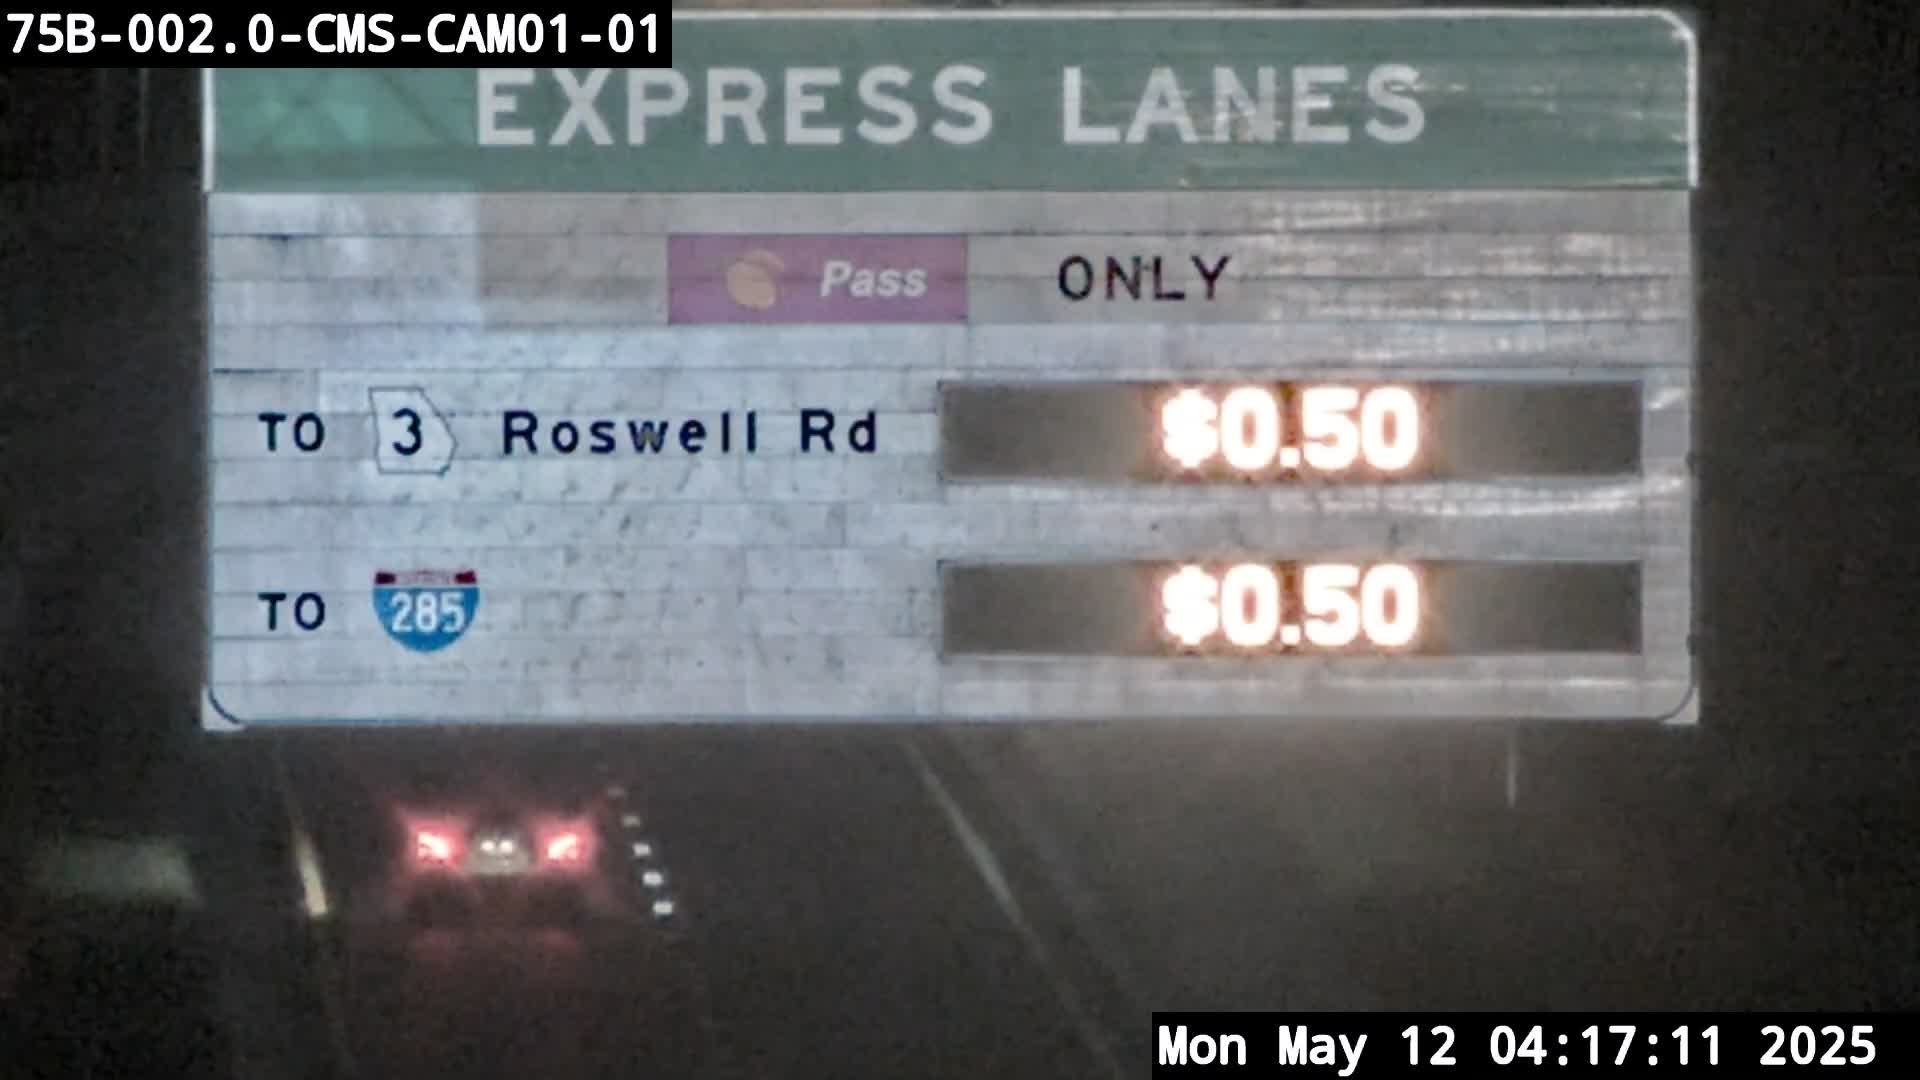 75B-002.0-CMS-CAM01-01
EXPRESS LANES
Pass ONLY
TO 3 Roswell Rd $0.50
TO 285 $0.50
Mon May 12 04:17:11 2025